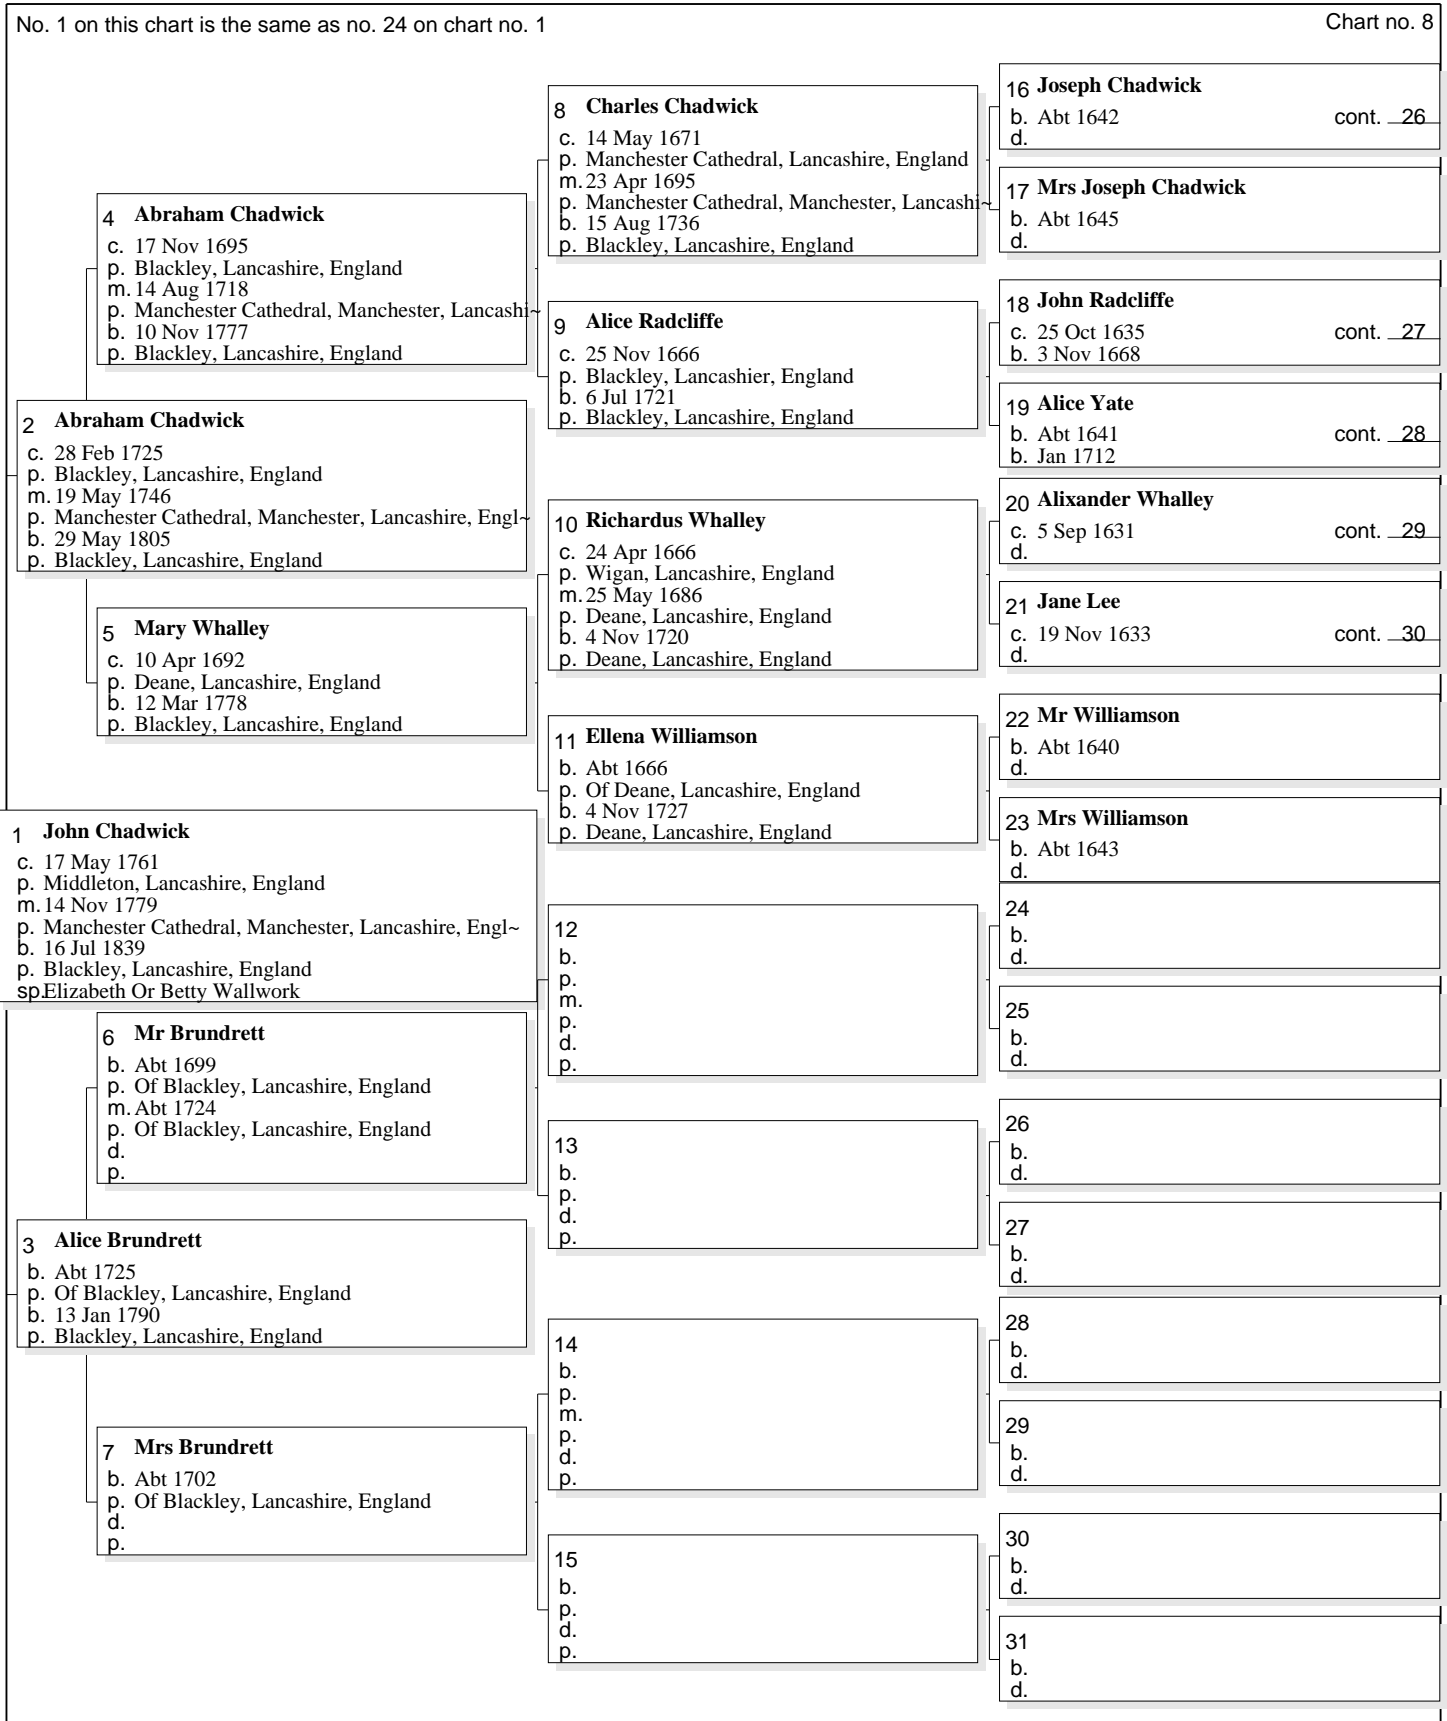 No. 1 on this chart is the same as no. 24 on chart no. 1
Chart no. 8
16 Joseph Chadwick
b. Abt 1642 cont. 26
d.
8 Charles Chadwick
c. 14 May 1671
p. Manchester Cathedral, Lancashire, England
m. 23 Apr 1695
p. Manchester Cathedral, Manchester, Lancashi~
b. 15 Aug 1736
p. Blackley, Lancashire, England
17 Mrs Joseph Chadwick
b. Abt 1645
d.
4 Abraham Chadwick
c. 17 Nov 1695
p. Blackley, Lancashire, England
m. 14 Aug 1718
p. Manchester Cathedral, Manchester, Lancashi~
b. 10 Nov 1777
p. Blackley, Lancashire, England
18 John Radcliffe
c. 25 Oct 1635 cont. 27
b. 3 Nov 1668
9 Alice Radcliffe
c. 25 Nov 1666
p. Blackley, Lancashier, England
b. 6 Jul 1721
p. Blackley, Lancashire, England
19 Alice Yate
b. Abt 1641 cont. 28
b. Jan 1712
2 Abraham Chadwick
c. 28 Feb 1725
p. Blackley, Lancashire, England
m. 19 May 1746
p. Manchester Cathedral, Manchester, Lancashire, Engl~
b. 29 May 1805
p. Blackley, Lancashire, England
20 Alixander Whalley
c. 5 Sep 1631 cont. 29
d.
10 Richardus Whalley
c. 24 Apr 1666
p. Wigan, Lancashire, England
m. 25 May 1686
p. Deane, Lancashire, England
b. 4 Nov 1720
p. Deane, Lancashire, England
21 Jane Lee
c. 19 Nov 1633 cont. 30
d.
5 Mary Whalley
c. 10 Apr 1692
p. Deane, Lancashire, England
b. 12 Mar 1778
p. Blackley, Lancashire, England
22 Mr Williamson
b. Abt 1640
d.
11 Ellena Williamson
b. Abt 1666
p. Of Deane, Lancashire, England
b. 4 Nov 1727
p. Deane, Lancashire, England
23 Mrs Williamson
b. Abt 1643
d.
1 John Chadwick
c. 17 May 1761
p. Middleton, Lancashire, England
m. 14 Nov 1779
p. Manchester Cathedral, Manchester, Lancashire, Engl~
b. 16 Jul 1839
p. Blackley, Lancashire, England
sp. Elizabeth Or Betty Wallwork
24
b.
d.
12
b.
p.
m.
p.
d.
p.
25
b.
d.
6 Mr Brundrett
b. Abt 1699
p. Of Blackley, Lancashire, England
m. Abt 1724
p. Of Blackley, Lancashire, England
d.
p.
26
b.
d.
13
b.
p.
d.
p.
27
b.
d.
3 Alice Brundrett
b. Abt 1725
p. Of Blackley, Lancashire, England
b. 13 Jan 1790
p. Blackley, Lancashire, England
28
b.
d.
14
b.
p.
m.
p.
d.
p.
29
b.
d.
7 Mrs Brundrett
b. Abt 1702
p. Of Blackley, Lancashire, England
d.
p.
30
b.
d.
15
b.
p.
d.
p.
31
b.
d.